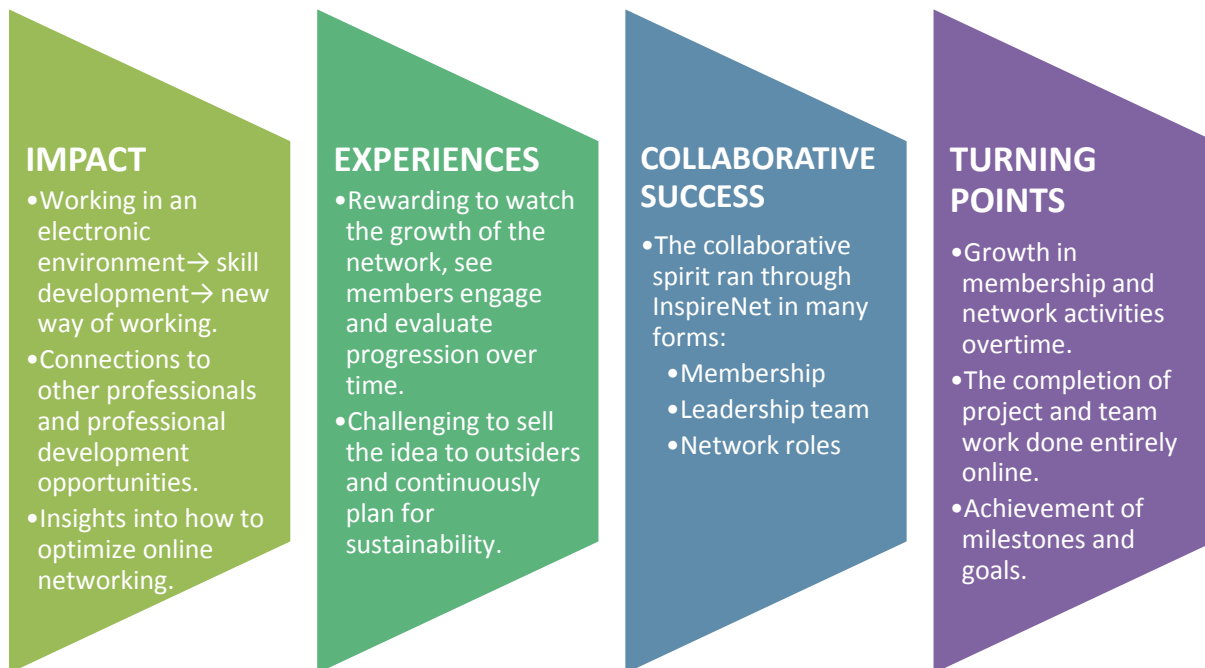 IMPACT
•Working in an
electronic
environment→ skill
development→ new
way of working.
•Connections to
other professionals
and professional
development
opportunities.
•Insights into how to
optimize online
networking.
EXPERIENCES
•Rewarding to watch
the growth of the
network, see
members engage
and evaluate
progression over
time.
•Challenging to sell
the idea to outsiders
and continuously
plan for
sustainability.
COLLABORATIVE
SUCCESS
•The collaborative
spirit ran through
InspireNet in many
forms:
•Membership
•Leadership team
•Network roles
TURNING
POINTS
•Growth in
membership and
network activities
overtime.
•The completion of
project and team
work done entirely
online.
•Achievement of
milestones and
goals.